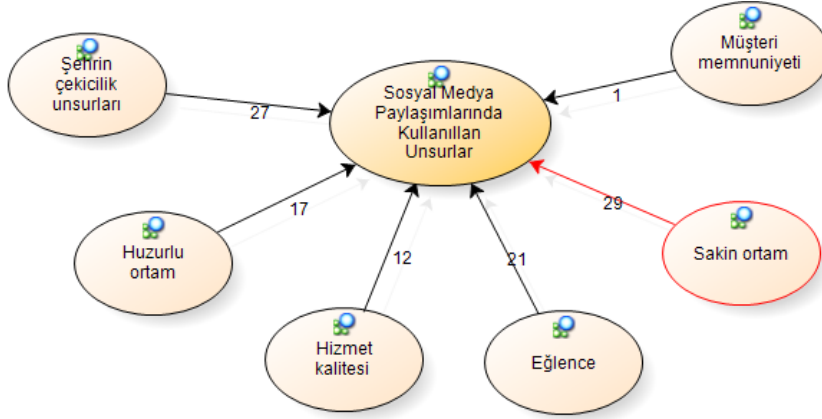 Şehrin
çekicilik
unsurları
Sosyal Medya
Paylaşımlarında
Kullanıllan
Unsurlar
Müşteri
memnuniyeti
27
1
17
12
21
29
Huzurlu
ortam
Sakin ortam
Hizmet
kalitesi
Eğlence